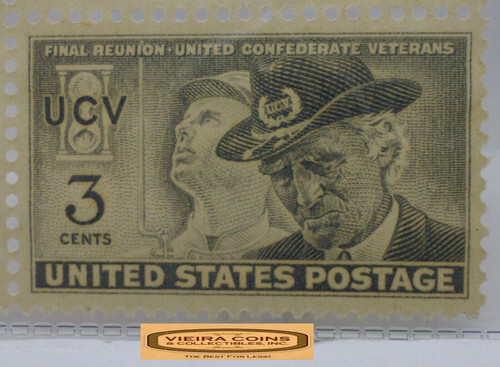 FINAL REUNION · UNITED CONFEDERATE VETERANS
UCV
UCV
3
CENTS
UNITED STATES POSTAGE
VIEIRA COINS
& COLLECTIBLES, INC.
THE BEST FOR LESS!